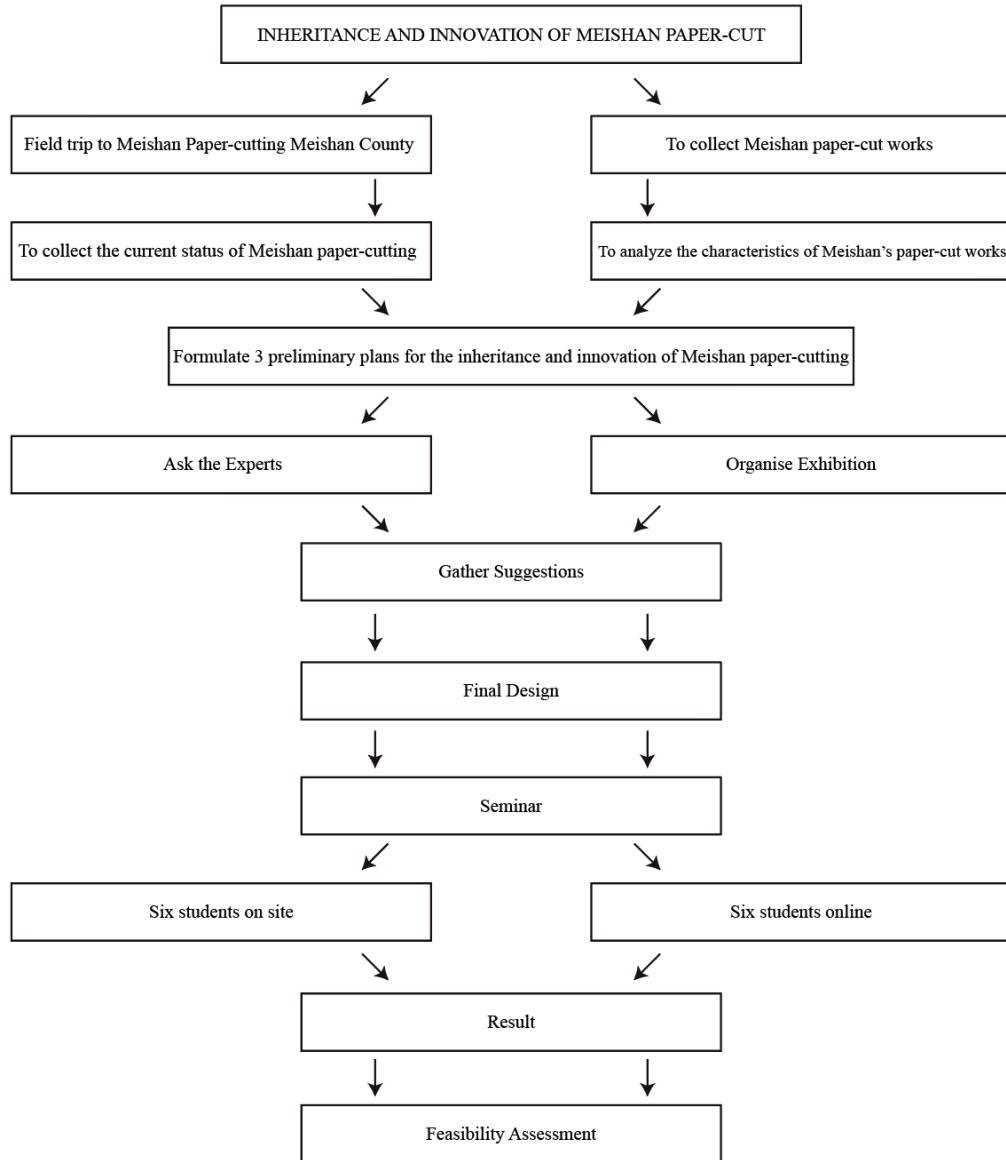 INHERITANCE AND INNOVATION OF MEISHAN PAPER-CUT
Field trip to Meishan Paper-cutting Meishan County
To collect Meishan paper-cut works
To collect the current status of Meishan paper-cutting
To analyze the characteristics of Meishan's paper-cut works
Formulate 3 preliminary plans for the inheritance and innovation of Meishan paper-cutting
Ask the Experts
Organise Exhibition
Gather Suggestions
Final Design
Seminar
Six students on site
Six students online
Result
Feasibility Assessment